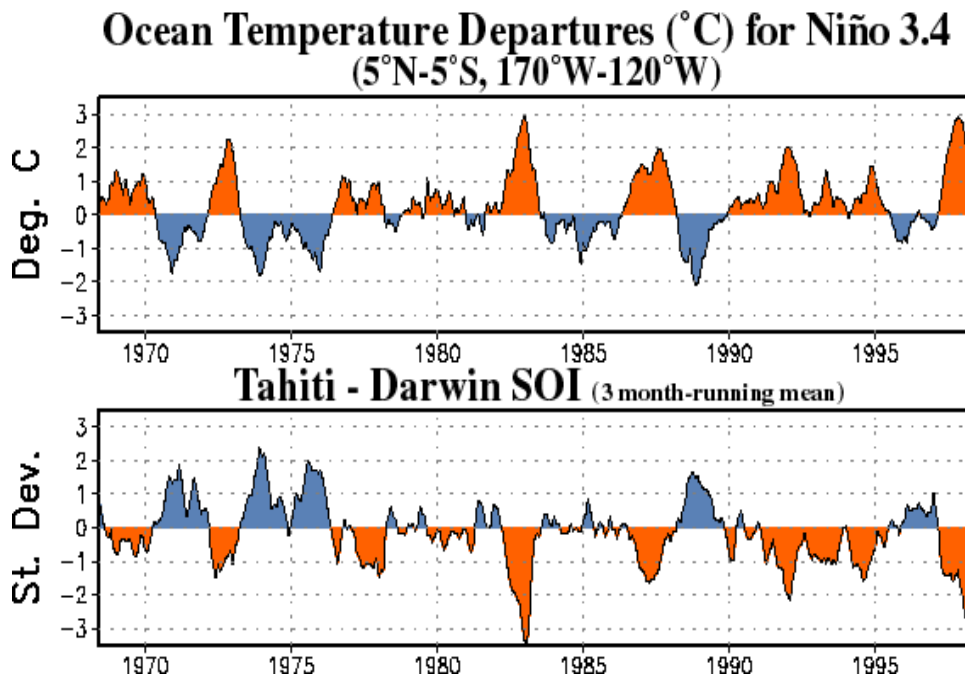 Ocean Temperature Departures (˚C) for Niño 3.4
(5˚N-5˚S, 170˚W-120˚W)
Deg. C
3
2
1
0
−1
−2
−3
1970 1975 1980 1985 1990 1995
Tahiti - Darwin SOI (3 month-running mean)
St. Dev.
3
2
1
0
−1
−2
−3
1970 1975 1980 1985 1990 1995